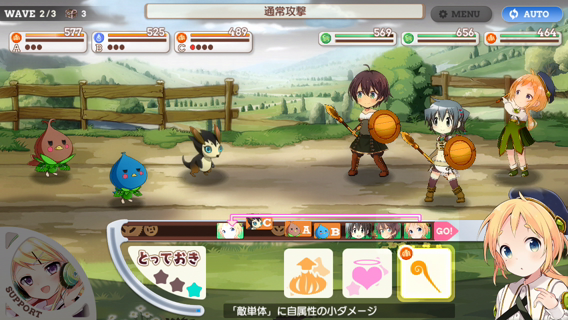 WAVE 2/3 3
通常攻撃
MENU
AUTO
577
A
525
B
489
C
569
656
464
C
A
B
GO!
とっておき
SUPPORT
「敵単体」に自属性の小ダメージ